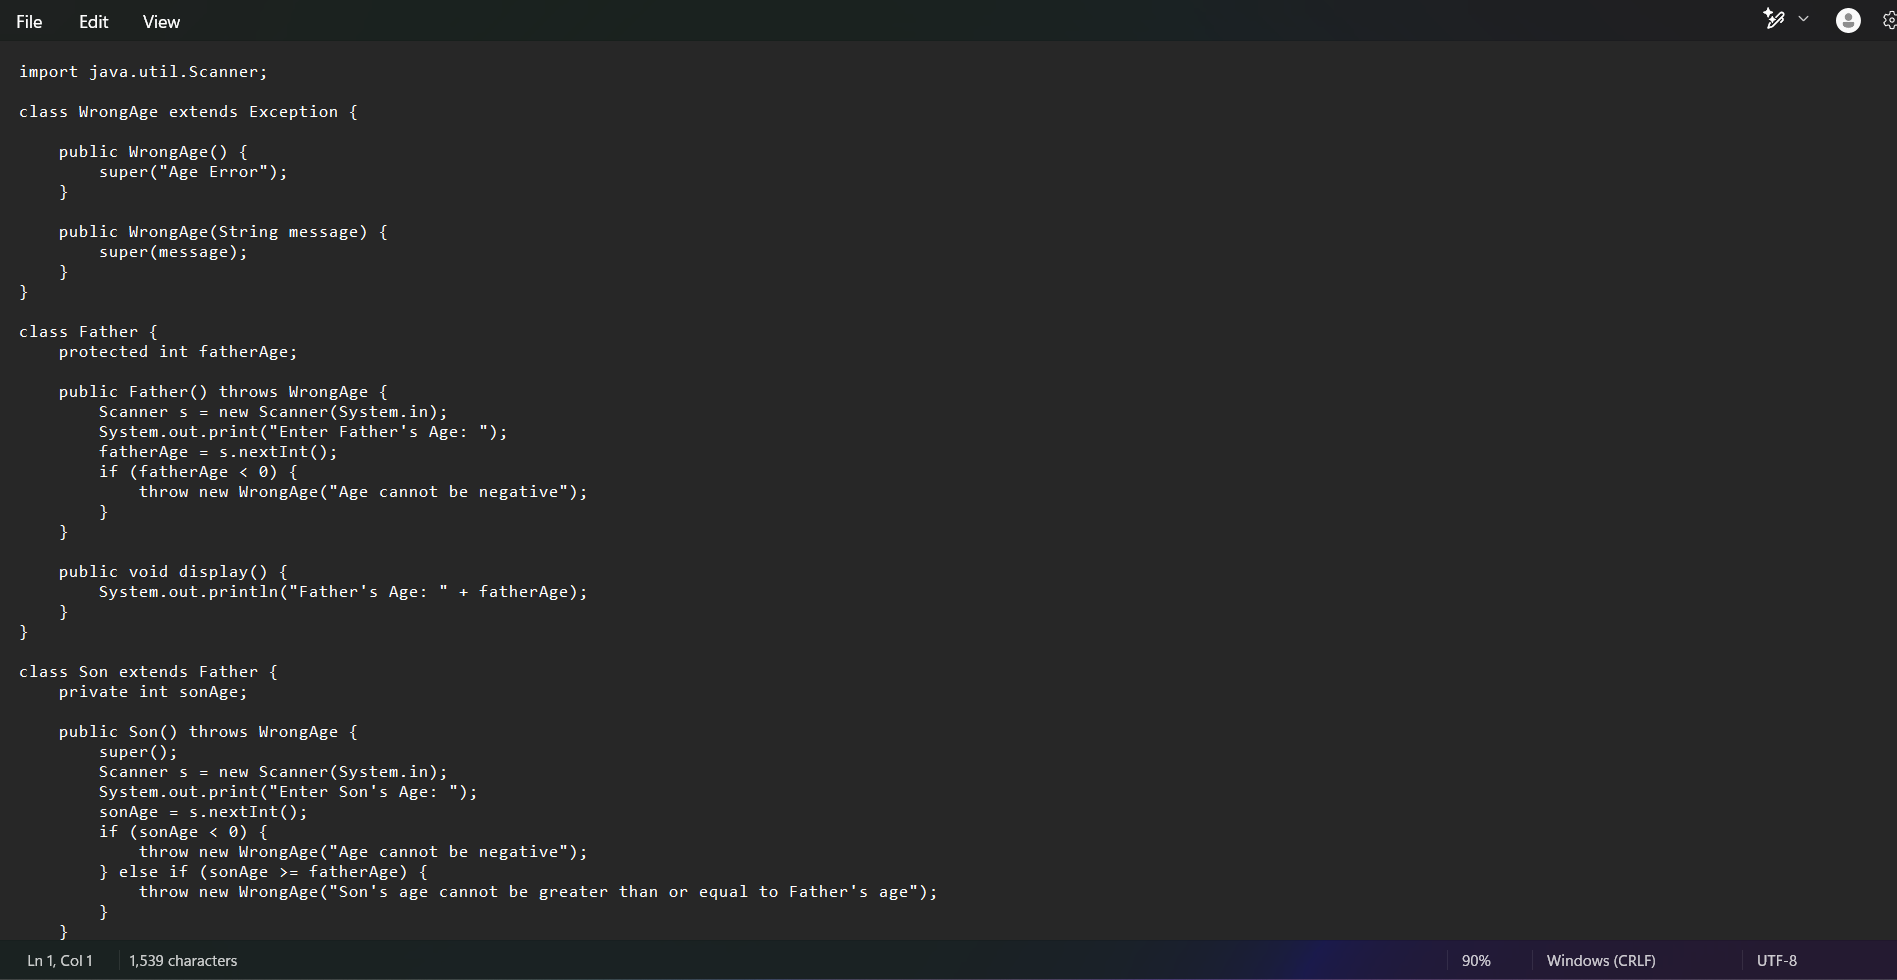 File Edit View
import java.util.Scanner;
class WrongAge extends Exception {
    public WrongAge() {
        super("Age Error");
    }
    public WrongAge(String message) {
        super(message);
    }
}
class Father {
    protected int fatherAge;
    public Father() throws WrongAge {
        Scanner s = new Scanner(System.in);
        System.out.print("Enter Father's Age: ");
        fatherAge = s.nextInt();
        if (fatherAge < 0) {
            throw new WrongAge("Age cannot be negative");
        }
    }
    public void display() {
        System.out.println("Father's Age: " + fatherAge);
    }
}
class Son extends Father {
    private int sonAge;
    public Son() throws WrongAge {
        super();
        Scanner s = new Scanner(System.in);
        System.out.print("Enter Son's Age: ");
        sonAge = s.nextInt();
        if (sonAge < 0) {
            throw new WrongAge("Age cannot be negative");
        } else if (sonAge >= fatherAge) {
            throw new WrongAge("Son's age cannot be greater than or equal to Father's age");
        }
    }
Ln 1, Col 1 1,539 characters 90% Windows (CRLF) UTF-8